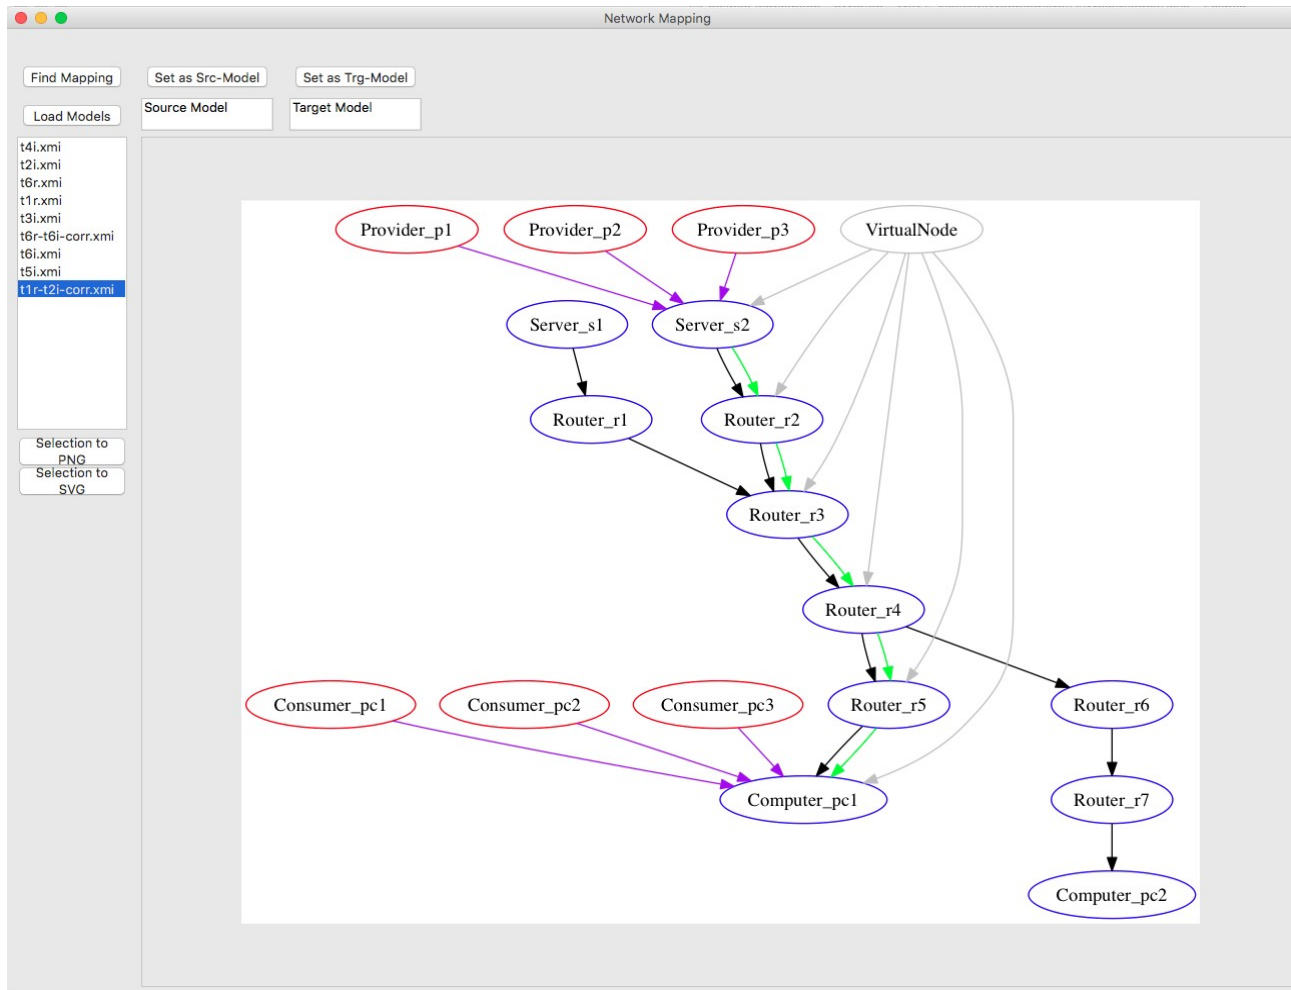 Network Mapping
Find Mapping
Set as Src-Model
Set as Trg-Model
Load Models
Source Model
Target Model
t4i.xmi
t2i.xmi
t6r.xmi
t1r.xmi
t3i.xmi
t6r-t6i-corr.xmi
t6i.xmi
t5i.xmi
t1r-t2i-corr.xmi
Selection to
PNG
Selection to
SVG
Provider_p1
Provider_p2
Provider_p3
VirtualNode
Server_s1
Server_s2
Router_r1
Router_r2
Router_r3
Router_r4
Consumer_pc1
Consumer_pc2
Consumer_pc3
Router_r5
Router_r6
Computer_pc1
Router_r7
Computer_pc2